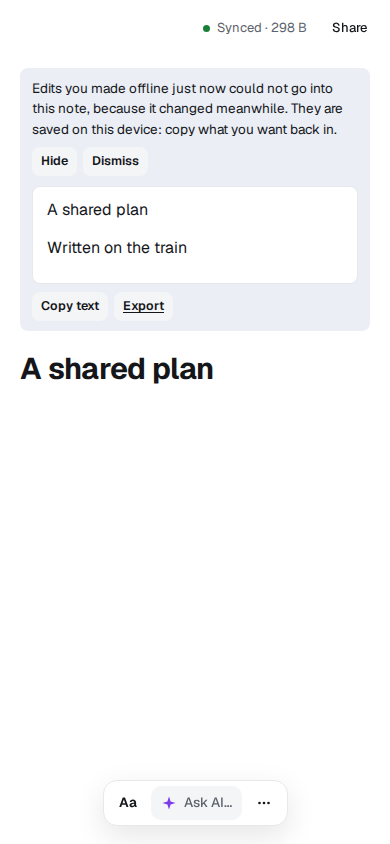 Synced · 298 B Share
Edits you made offline just now could not go into
this note, because it changed meanwhile. They are
saved on this device: copy what you want back in.
Hide Dismiss
A shared plan
Written on the train
Copy text Export
A shared plan
Aa Ask AI... ···